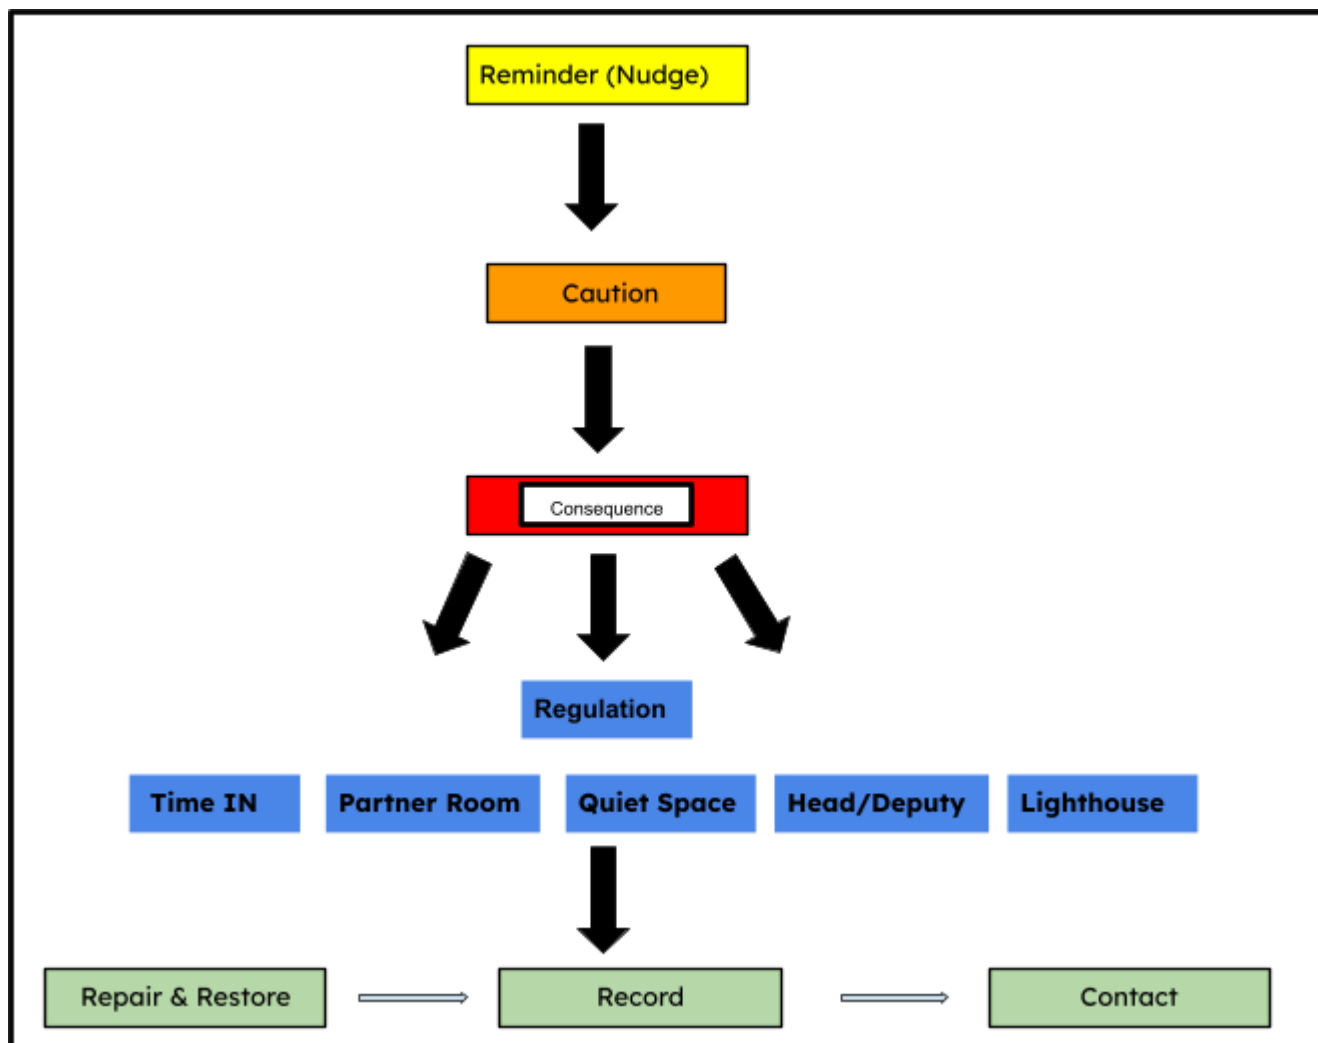 Reminder (Nudge)
Caution
Consequence
Regulation
Time IN
Partner Room
Quiet Space
Head/Deputy
Lighthouse
Repair & Restore
Record
Contact